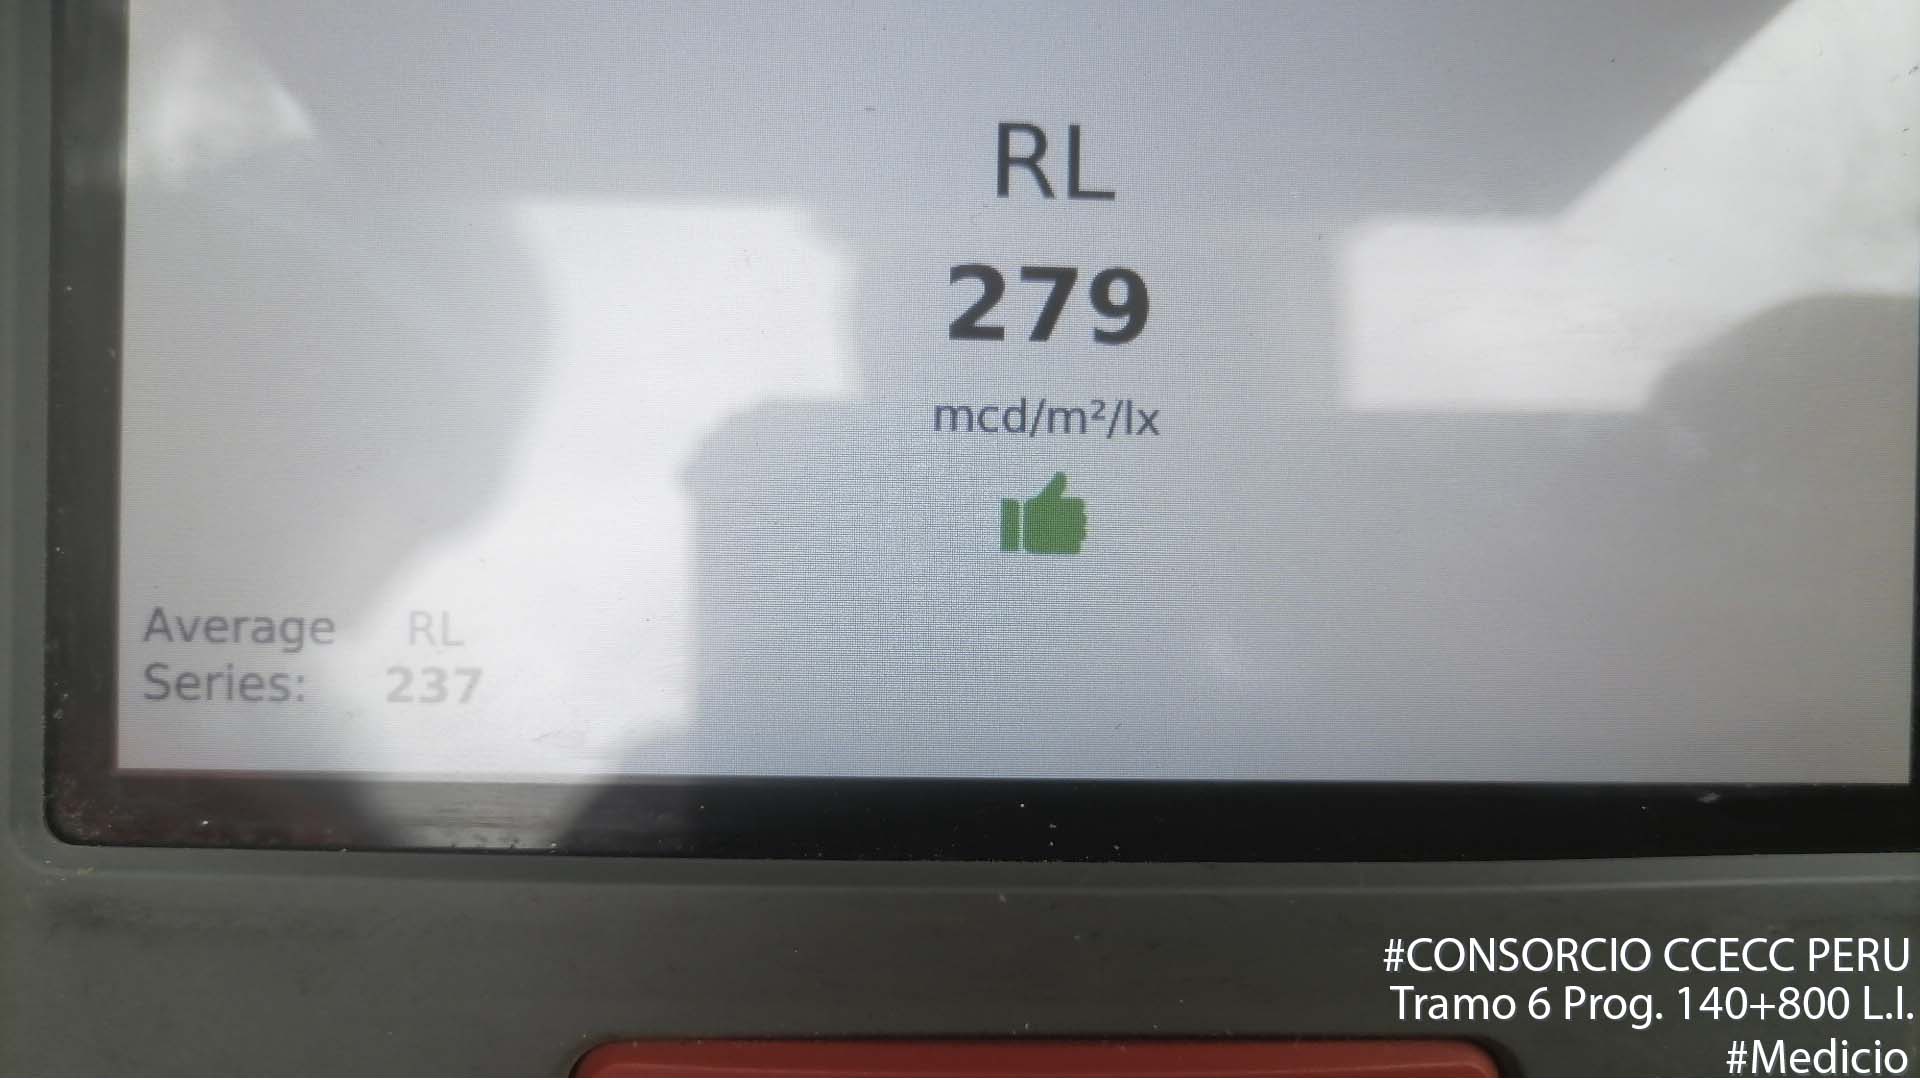 RL
279
mcd/m²/lx
Average RL
Series: 237
#CONSORCIO CCECC PERU
Tramo 6 Prog. 140+800 L.I.
#Medicio